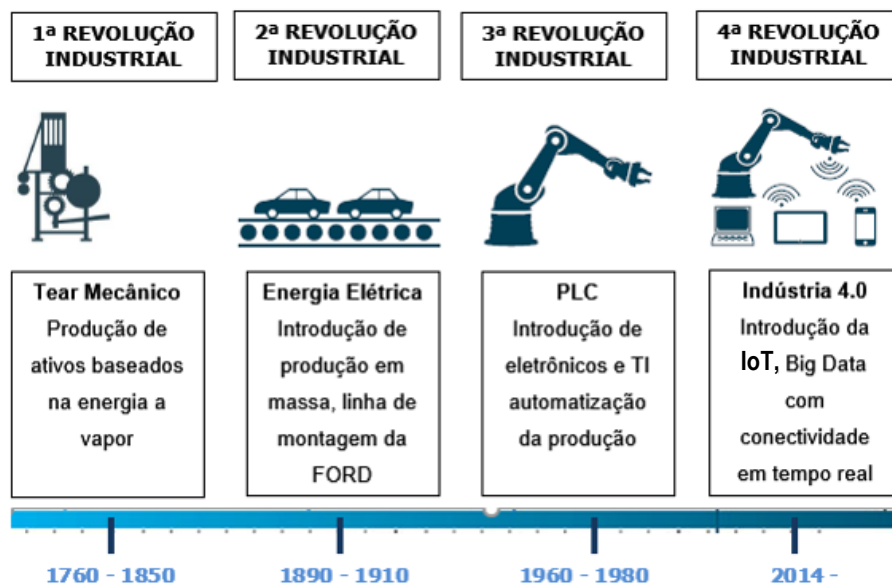 1ª REVOLUÇÃO
INDUSTRIAL
2ª REVOLUÇÃO
INDUSTRIAL
3ª REVOLUÇÃO
INDUSTRIAL
4ª REVOLUÇÃO
INDUSTRIAL
Tear Mecânico
Produção de
ativos baseados
na energia a
vapor
Energia Elétrica
Introdução de
produção em
massa, linha de
montagem da
FORD
PLC
Introdução de
eletrônicos e TI
automatização
da produção
Indústria 4.0
Introdução da
IoT, Big Data
com
conectividade
em tempo real
1760 - 1850
1890 - 1910
1960 - 1980
2014 -